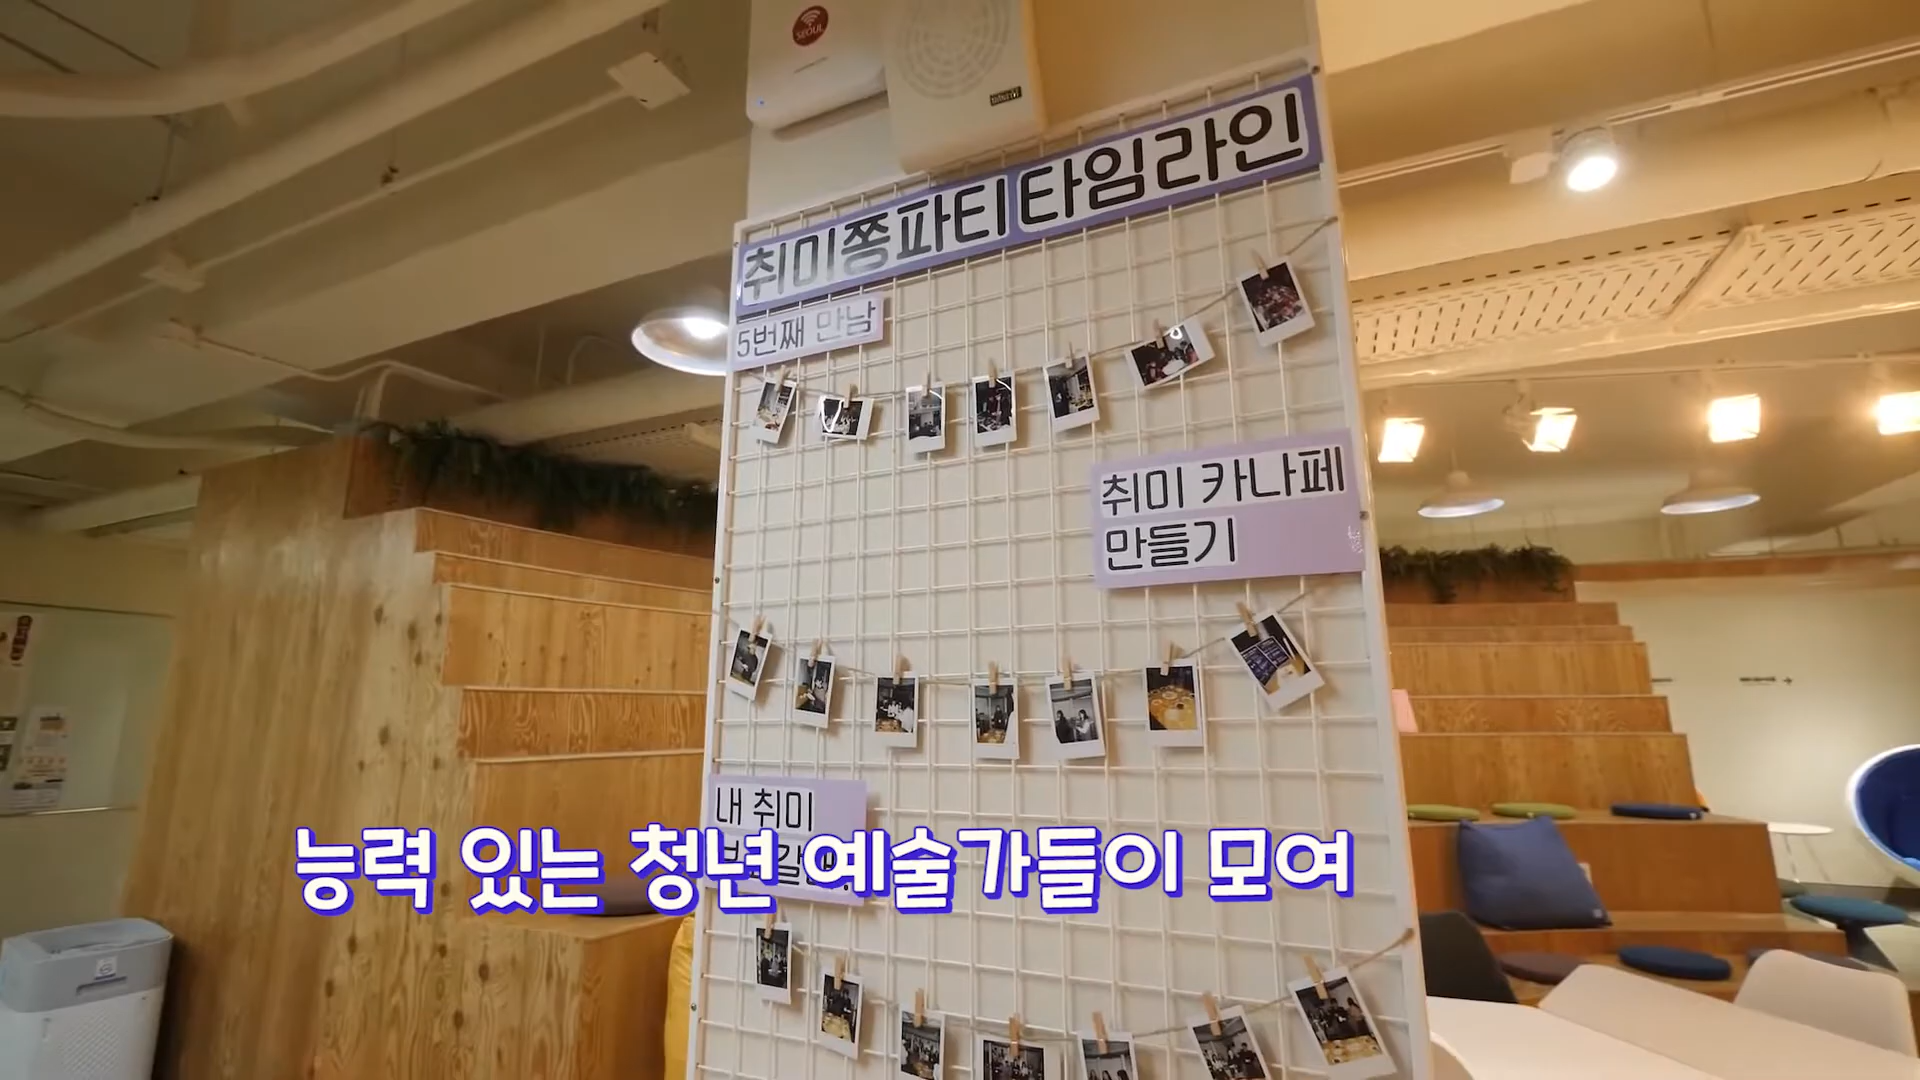 SEOUL
취미쫑파티 타임라인
5번째 만남
취미 카나페
만들기
내 취미
능력 있는 청년 예술가들이 모여